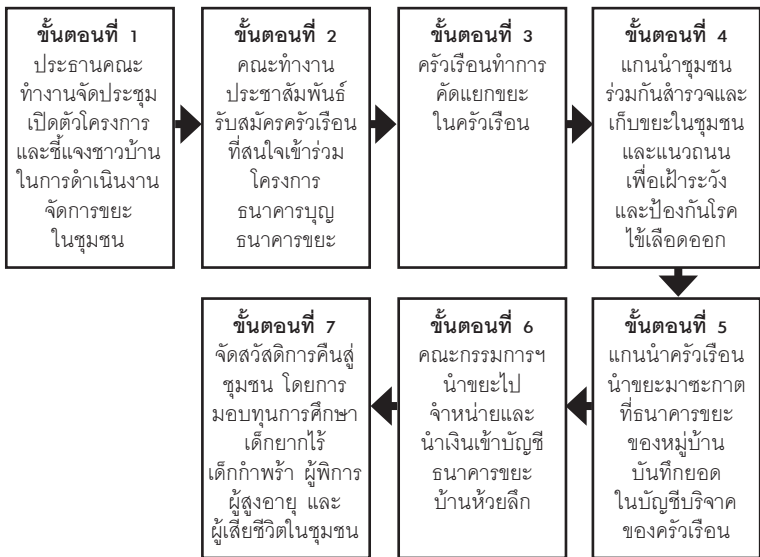 ขั้นตอนที่ 1
ประธานคณะ
ทำงานจัดประชุม
เปิดตัวโครงการ
และชี้แจงชาวบ้าน
ในการดำเนินงาน
จัดการขยะ
ในชุมชน
ขั้นตอนที่ 2
คณะทำงาน
ประชาสัมพันธ์
รับสมัครครัวเรือน
ที่สนใจเข้าร่วม
โครงการ
ธนาคารบุญ
ธนาคารขยะ
ขั้นตอนที่ 3
ครัวเรือนทำการ
คัดแยกขยะ
ในครัวเรือน
ขั้นตอนที่ 4
แกนนำชุมชน
ร่วมกันสำรวจและ
เก็บขยะในชุมชน
และแนวถนน
เพื่อเฝ้าระวัง
และป้องกันโรค
ไข้เลือดออก
ขั้นตอนที่ 5
แกนนำครัวเรือน
นำขยะมาซะกาต
ที่ธนาคารขยะ
ของหมู่บ้าน
บันทึกยอด
ในบัญชีบริจาค
ของครัวเรือน
ขั้นตอนที่ 6
คณะกรรมการฯ
นำขยะไป
จำหน่ายและ
นำเงินเข้าบัญชี
ธนาคารขยะ
บ้านห้วยลึก
ขั้นตอนที่ 7
จัดสวัสดิการคืนสู่
ชุมชน โดยการ
มอบทุนการศึกษา
เด็กยากไร้
เด็กกำพร้า ผู้พิการ
ผู้สูงอายุ และ
ผู้เสียชีวิตในชุมชน